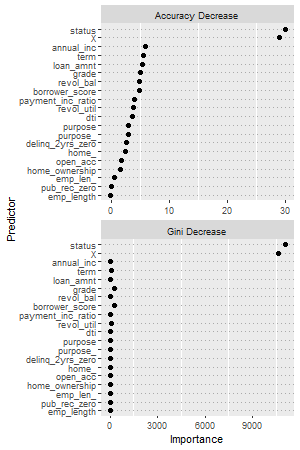 Accuracy Decrease
status
X
annual_inc
term
loan_amnt
grade
revol_bal
borrower_score
payment_inc_ratio
revol_util
dti
purpose
purpose_
delinq_2yrs_zero
home_
open_acc
home_ownership
emp_len_
pub_rec_zero
emp_length
0 10 20 30
Predictor
Gini Decrease
status
X
annual_inc
term
loan_amnt
grade
revol_bal
borrower_score
payment_inc_ratio
revol_util
dti
purpose
purpose_
delinq_2yrs_zero
home_
open_acc
home_ownership
emp_len_
pub_rec_zero
emp_length
0 3000 6000 9000
Importance